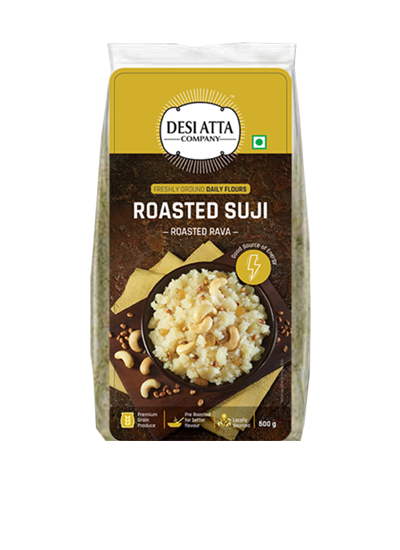 DESI ATTA
COMPANY
FRESHLY GROUND DAILY FLOURS
ROASTED SUJI
– ROASTED RAVA –
Good Source of Energy
Premium Grain Produce
Pre Roasted for better flavour
Locally Sourced
500 g